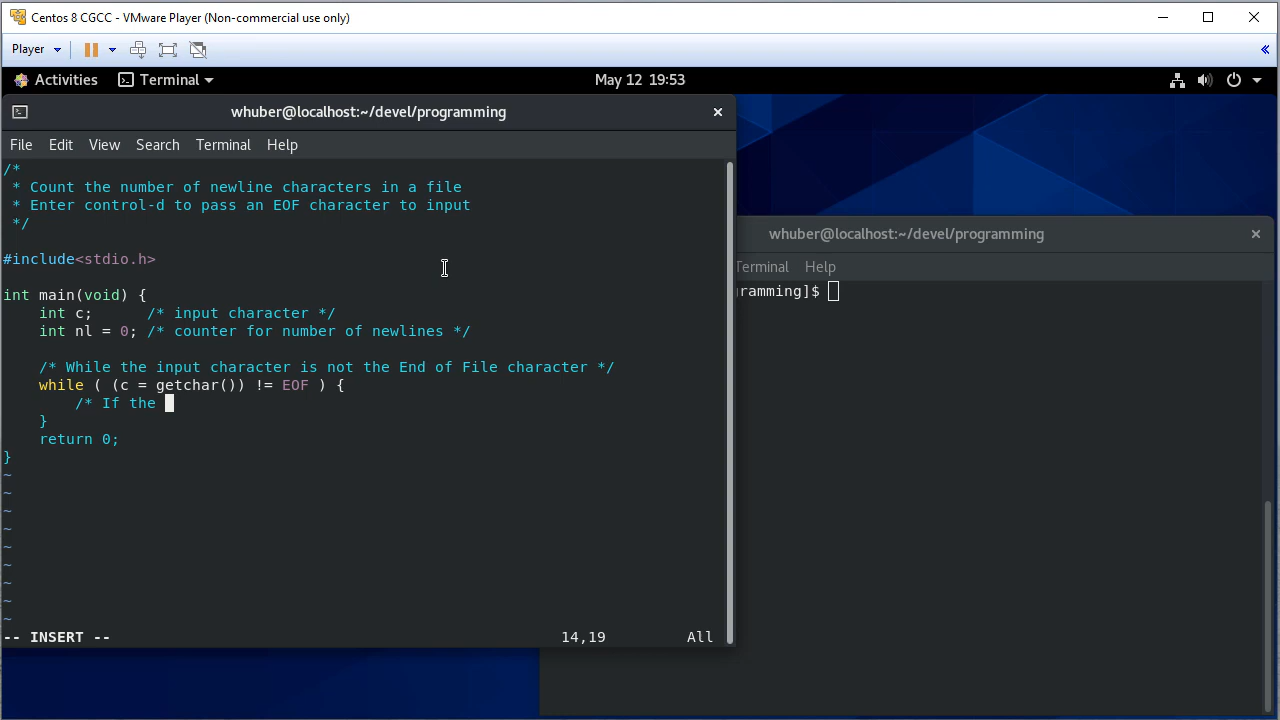 Centos 8 CGCC - VMware Player (Non-commercial use only)
Player
Activities
Terminal
May 12 19:53
whuber@localhost:~/devel/programming
File Edit View Search Terminal Help
/*
 * Count the number of newline characters in a file
 * Enter control-d to pass an EOF character to input
 */
#include<stdio.h>
int main(void) {
    int c;      /* input character */
    int nl = 0; /* counter for number of newlines */
    /* While the input character is not the End of File character */
    while ( (c = getchar()) != EOF ) {
        /* If the
    }
    return 0;
}
~
~
~
~
~
~
~
~
~
-- INSERT --
14,19
All
whuber@localhost:~/devel/programming
Terminal Help
ramming]$